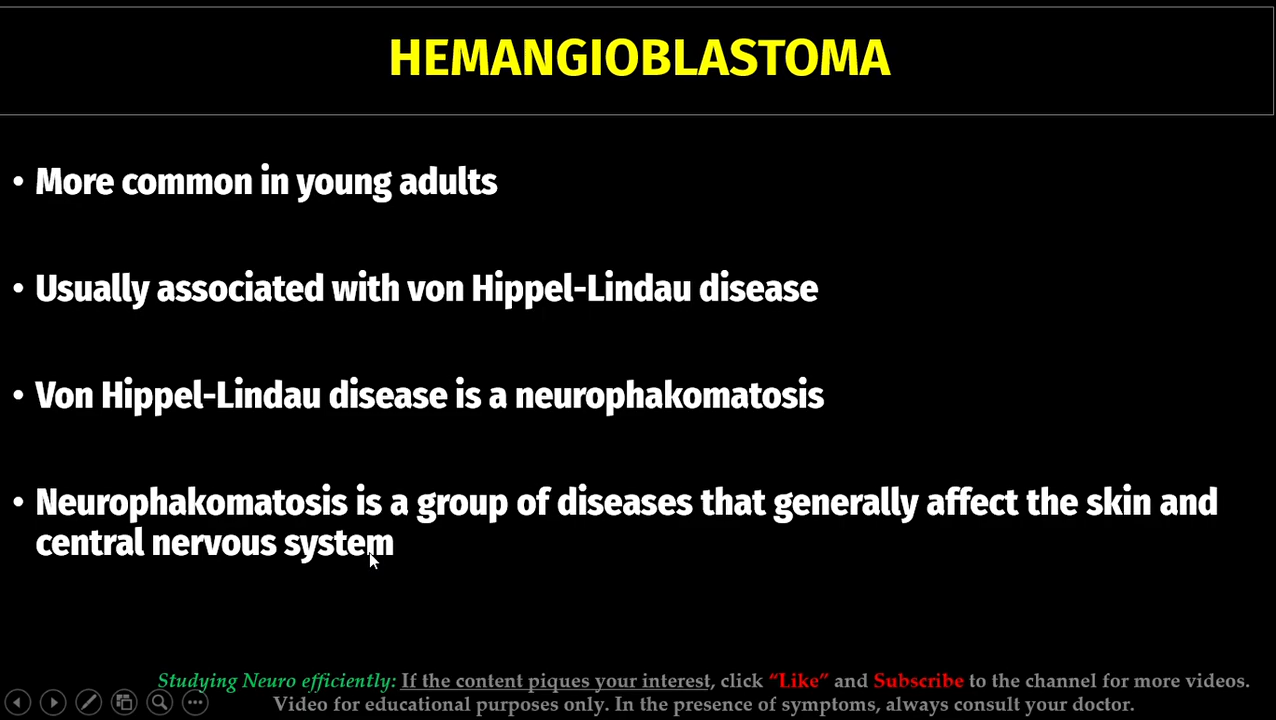 HEMANGIOBLASTOMA
• More common in young adults
• Usually associated with von Hippel-Lindau disease
• Von Hippel-Lindau disease is a neurophakomatosis
• Neurophakomatosis is a group of diseases that generally affect the skin and
central nervous system
Studying Neuro efficiently: If the content piques your interest, click “Like” and Subscribe to the channel for more videos.
Video for educational purposes only. In the presence of symptoms, always consult your doctor.